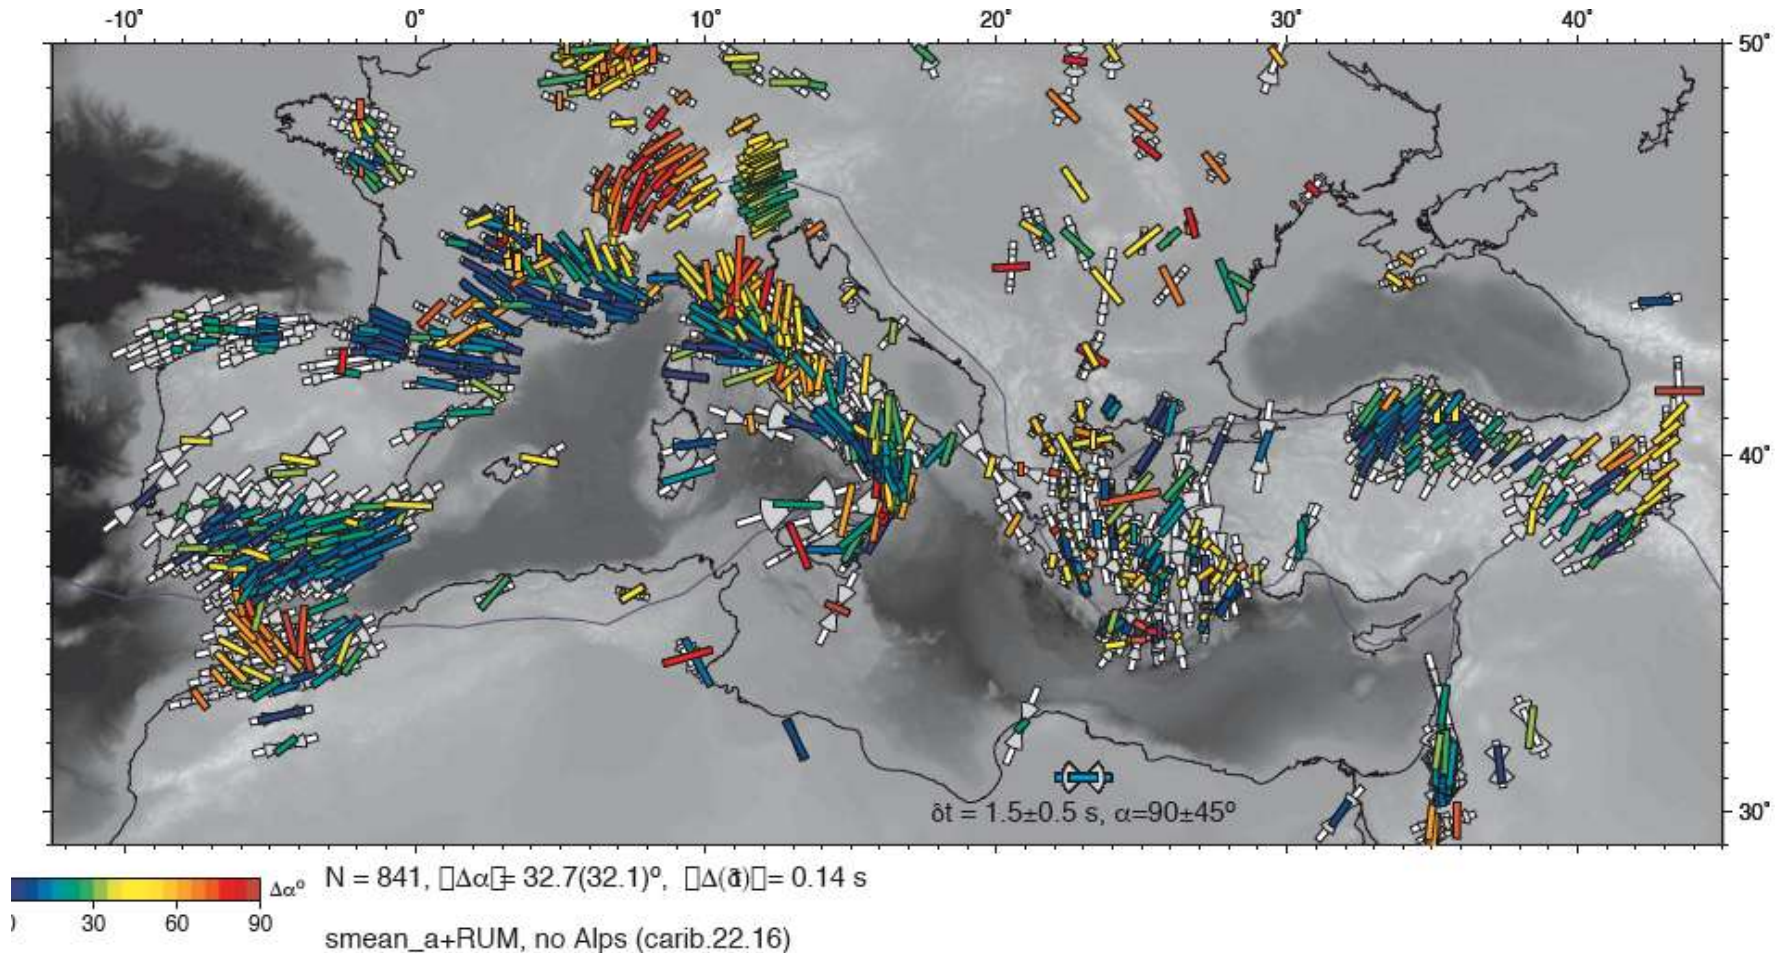 -10° 0° 10° 20° 30° 40°
50°
40°
30°
δt = 1.5±0.5 s, α=90±45°
Δα°
30 60 90
N = 841, ⟨Δα⟩= 32.7(32.1)°, = 0.14 s
smean_a+RUM, no Alps (carib.22.16)